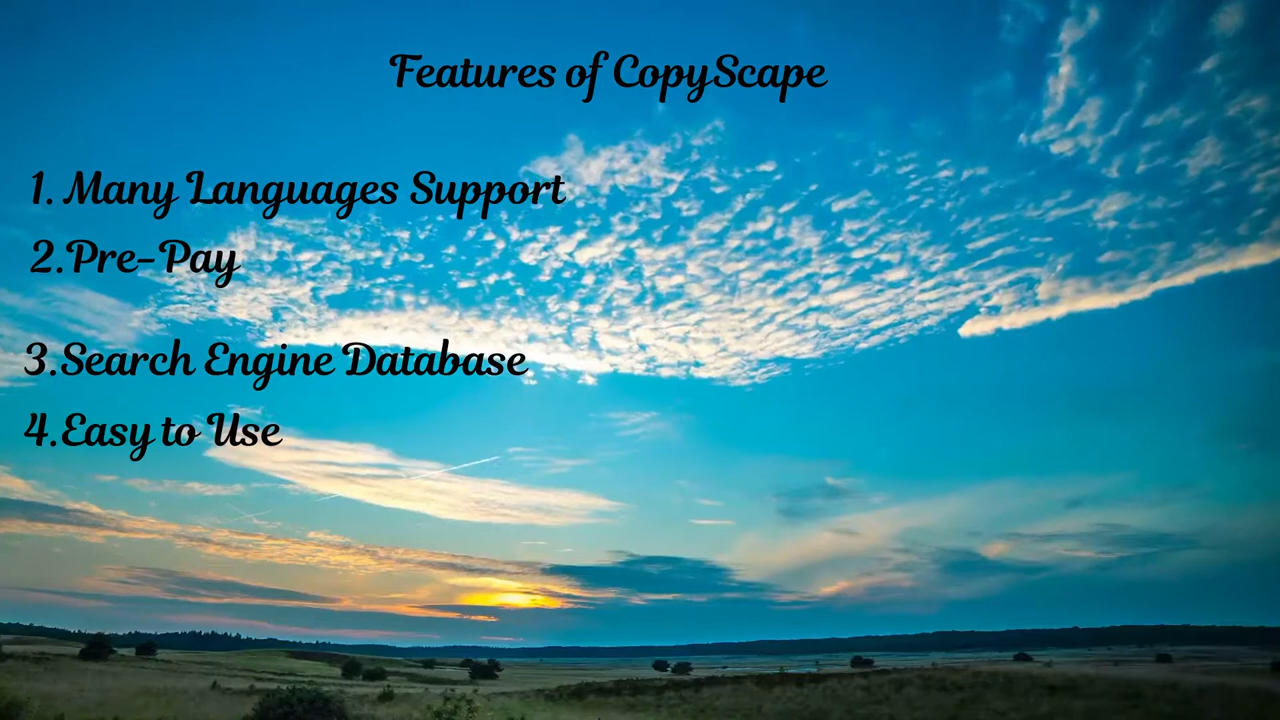 Features of CopyScape
1. Many Languages Support
2.Pre-Pay
3.Search Engine Database
4.Easy to Use